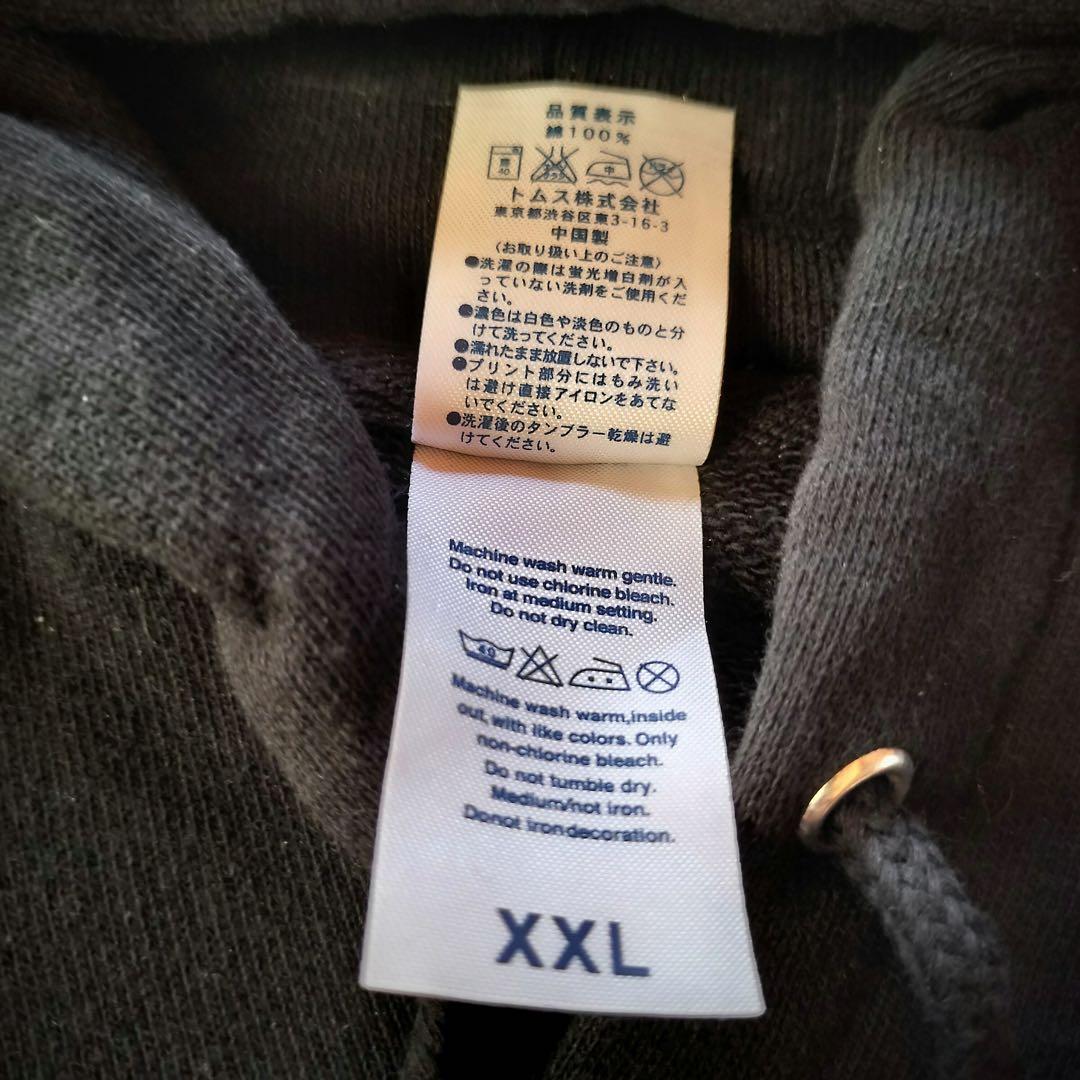 品質表示
綿100%
40
中
トムス株式会社
東京都渋谷区東3-16-3
中国製
(お取り扱い上のご注意)
●洗濯の際は蛍光増白剤が入
っていない洗剤をご使用くだ
さい。
●濃色は白色や淡色のものと分
けて洗ってください。
●濡れたまま放置しないで下さい。
●プリント部分にはもみ洗い
は避け直接アイロンをあてな
いでください。
●洗濯後のタンブラー乾燥は避
けてください。
Machine wash warm gentle.
Do not use chlorine bleach.
Iron at medium setting.
Do not dry clean.
40
Machine wash warm,inside
out, with like colors. Only
non-chlorine bleach.
Do not tumble dry.
Medium/hot iron.
Donot irondecoration.
XXL